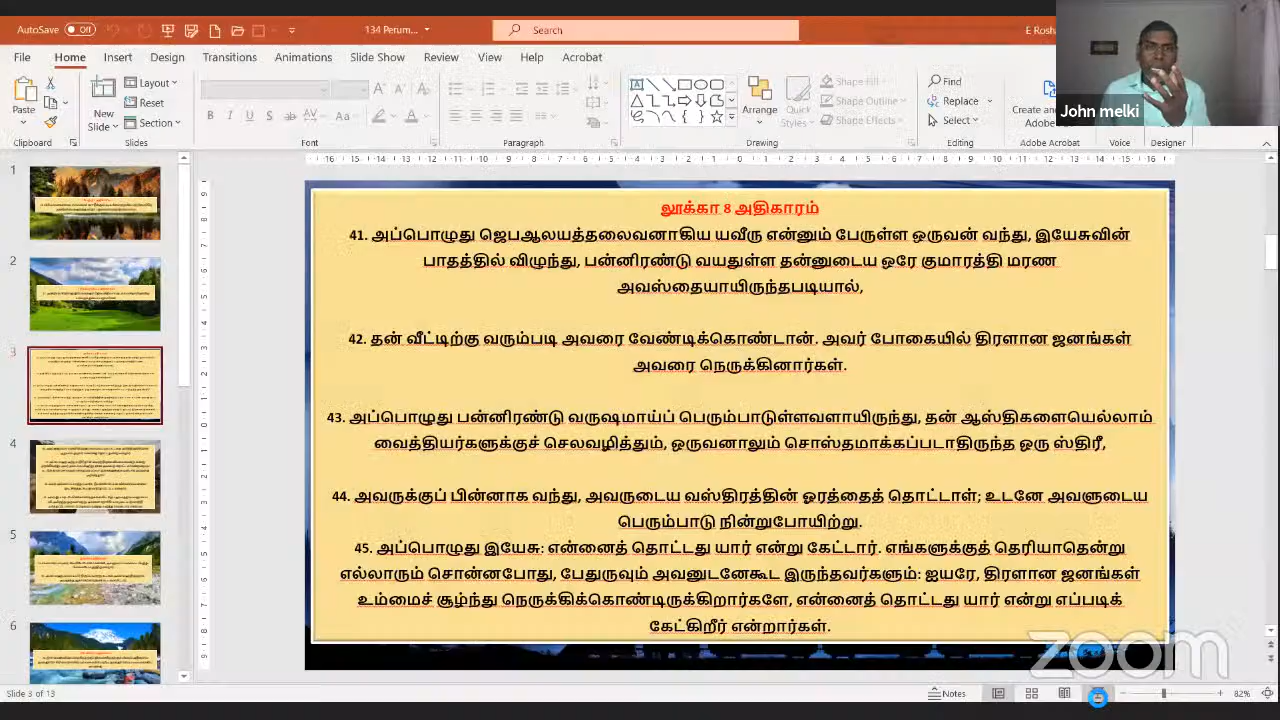 AutoSave Off 134 Perum... Search E Rosha
File Home Insert Design Transitions Animations Slide Show Review View Help Acrobat
Paste New Slide Layout Reset Section Arrange Quick Styles Shape Fill Shape Outline Shape Effects Find Replace Select Create and Adobe
Clipboard Slides Font Paragraph Drawing Editing Adobe Acrobat Voice Designer
John melki
லூக்கா 8 அதிகாரம்
41. அப்பொழுது ஜெபஆலயத்தலைவனாகிய யவீரு என்னும் பேருள்ள ஒருவன் வந்து, இயேசுவின்
பாதத்தில் விழுந்து, பன்னிரண்டு வயதுள்ள தன்னுடைய ஒரே குமாரத்தி மரண
அவஸ்தையாயிருந்தபடியால்,
42. தன் வீட்டிற்கு வரும்படி அவரை வேண்டிக்கொண்டான். அவர் போகையில் திரளான ஜனங்கள்
அவரை நெருக்கினார்கள்.
43. அப்பொழுது பன்னிரண்டு வருஷமாய்ப் பெரும்பாடுள்ளவளாயிருந்து, தன் ஆஸ்திகளையெல்லாம்
வைத்தியர்களுக்குச் செலவழித்தும், ஒருவனாலும் சொஸ்தமாக்கப்படாதிருந்த ஒரு ஸ்திரீ,
44. அவருக்குப் பின்னாக வந்து, அவருடைய வஸ்திரத்தின் ஓரத்தைத் தொட்டாள்; உடனே அவளுடைய
பெரும்பாடு நின்றுபோயிற்று.
45. அப்பொழுது இயேசு: என்னைத் தொட்டது யார் என்று கேட்டார். எங்களுக்குத் தெரியாதென்று
எல்லாரும் சொன்னபோது, பேதுருவும் அவனுடனேகூட இருந்தவர்களும்: ஐயரே, திரளான ஜனங்கள்
உம்மைச் சூழ்ந்து நெருக்கிக்கொண்டிருக்கிறார்களே, என்னைத் தொட்டது யார் என்று எப்படிக்
கேட்கிறீர் என்றார்கள்.
zoom
Slide 3 of 13 Notes 82%